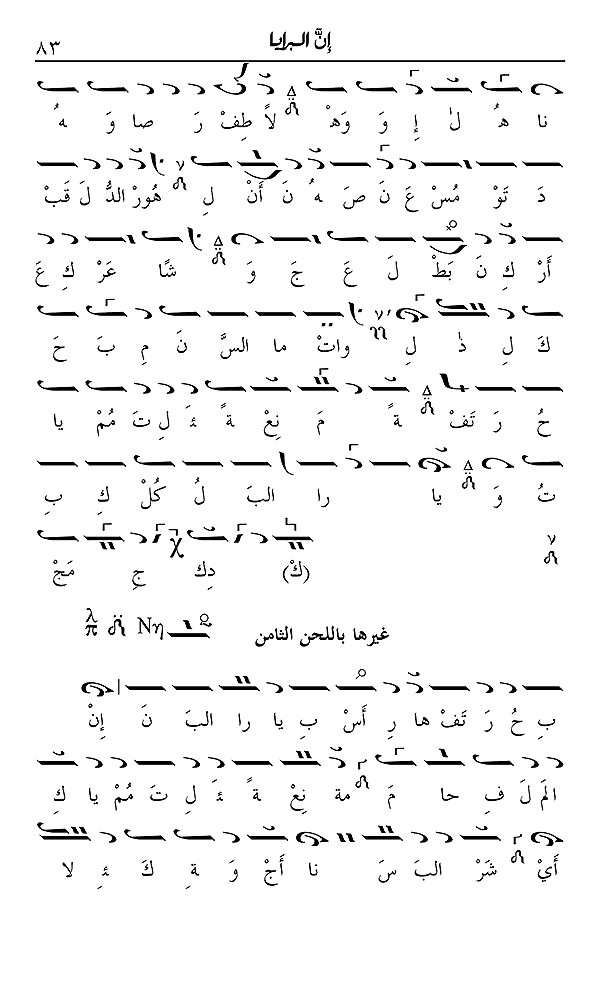 إنَّ البرايا
٨٣
نا هُ لٰ إِ وَ وَهْ لاً طِفْ رَ صا وَ هُ
دَ تَوْ مُسْ عَ نَ صَ هُ نَ أَنْ لِ هُورْ الدُّ لَ قَبْ
أَرْ كِ نَ بَطْ لَ عَ جَ وَ شًا عَرْ كِ عَ
كَ لِ ذٰ لِ واتْ ما السَّ نَ مِ بَ حَ
حُ رَ تَفْ ةً مَ نِعْ ةً ئَ لِ تَ مُمْ يا
تُ وَ يا را البَ لُ كُلْ كِ بِ
(كْ) دِك جِ مَجْ
غيرها باللحن الثامن Νη
بِ حُ رَ تَفْ ها رِ أَسْ بِ يا را البَ نَ إِنْ
المَ لَ فِ حا مَ مة نِعْ ةً ئَ لِ تَ مُمْ يا كِ
أَيْ شَرْ البَ سَ نا أَجْ وَ ةِ كَ ئِ لا